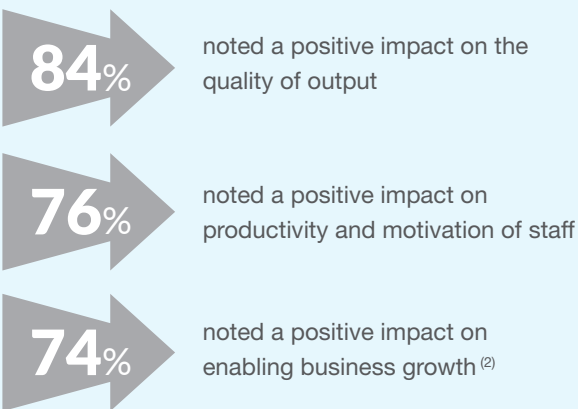 84%
noted a positive impact on the
quality of output
76%
noted a positive impact on
productivity and motivation of staff
74%
noted a positive impact on
enabling business growth (2)